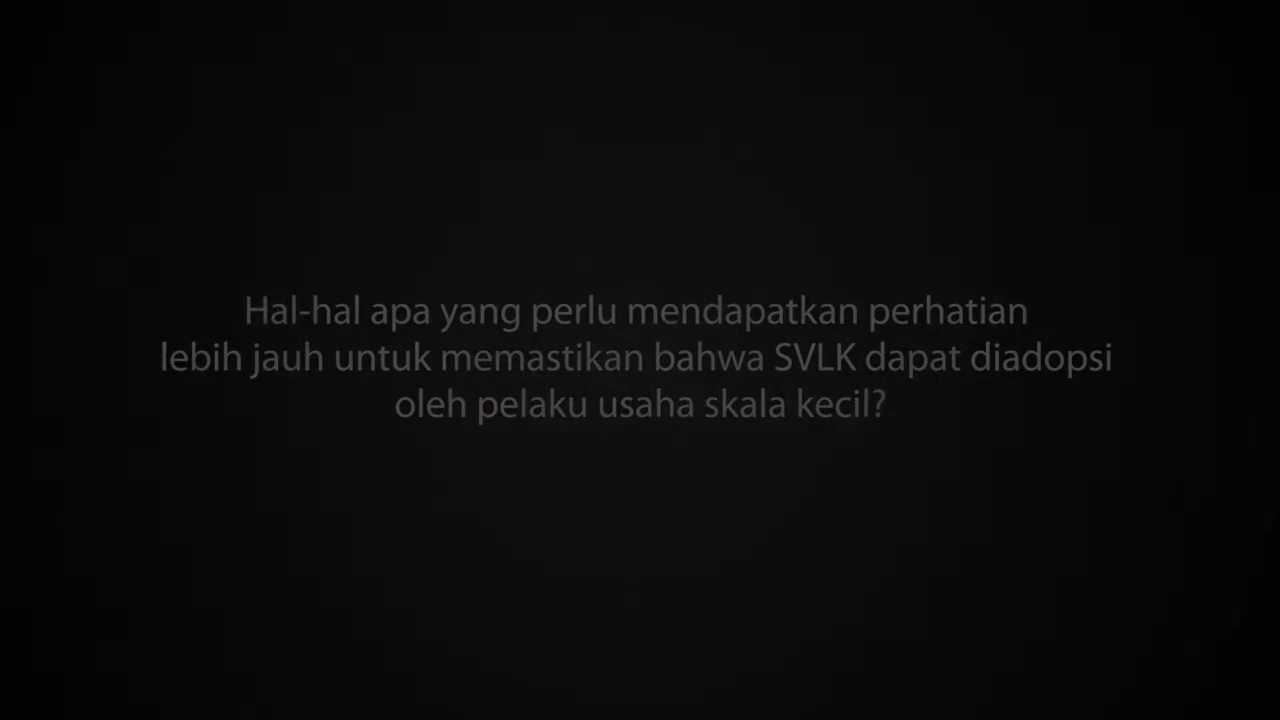 Hal-hal apa yang perlu mendapatkan perhatian
lebih jauh untuk memastikan bahwa SVLK dapat diadopsi
oleh pelaku usaha skala kecil?